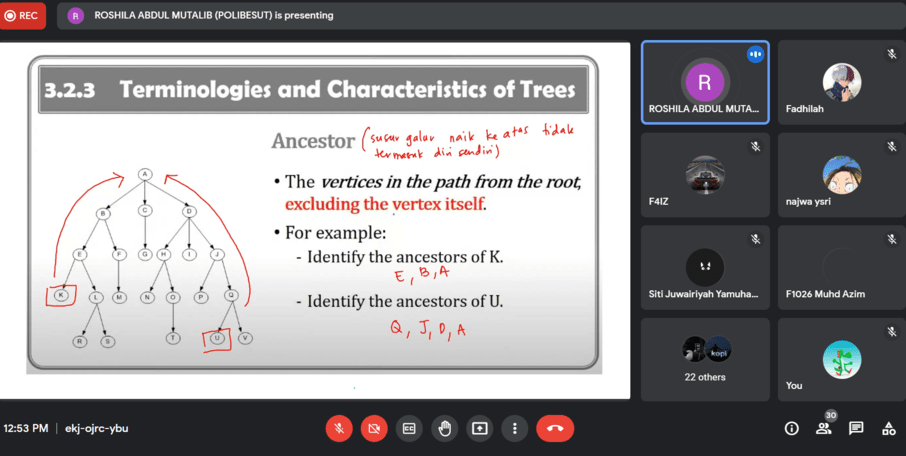 REC
R
ROSHILA ABDUL MUTALIB (POLIBESUT) is presenting
3.2.3 Terminologies and Characteristics of Trees
Ancestor (susur galur naik ke atas tidak
termasuk diri sendiri)
• The vertices in the path from the root,
excluding the vertex itself.
• For example:
- Identify the ancestors of K.
E, B, A
- Identify the ancestors of U.
Q, J, D, A
A
B C D
E F G H I J
K L M N O P Q
R S T U V
R
ROSHILA ABDUL MUTA...
Fadhilah
F4IZ
najwa ysri
Siti Juwairiyah Yamuha...
F1026 Muhd Azim
kopi
22 others
You
12:53 PM | ekj-ojrc-ybu
CC
30